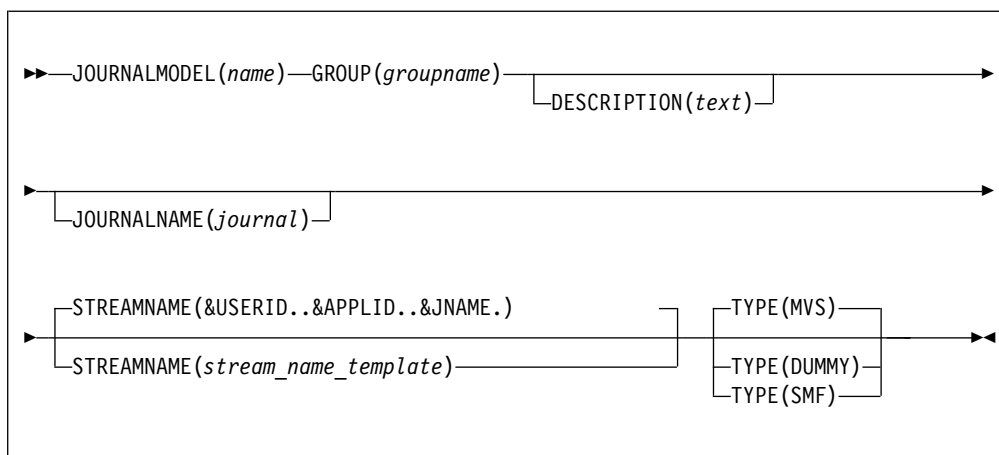 JOURNALMODEL(name) GROUP(groupname)
DESCRIPTION(text)
JOURNALNAME(journal)
STREAMNAME(&USERID..&APPLID..&JNAME.) TYPE(MVS)
STREAMNAME(stream_name_template) TYPE(DUMMY)
TYPE(SMF)